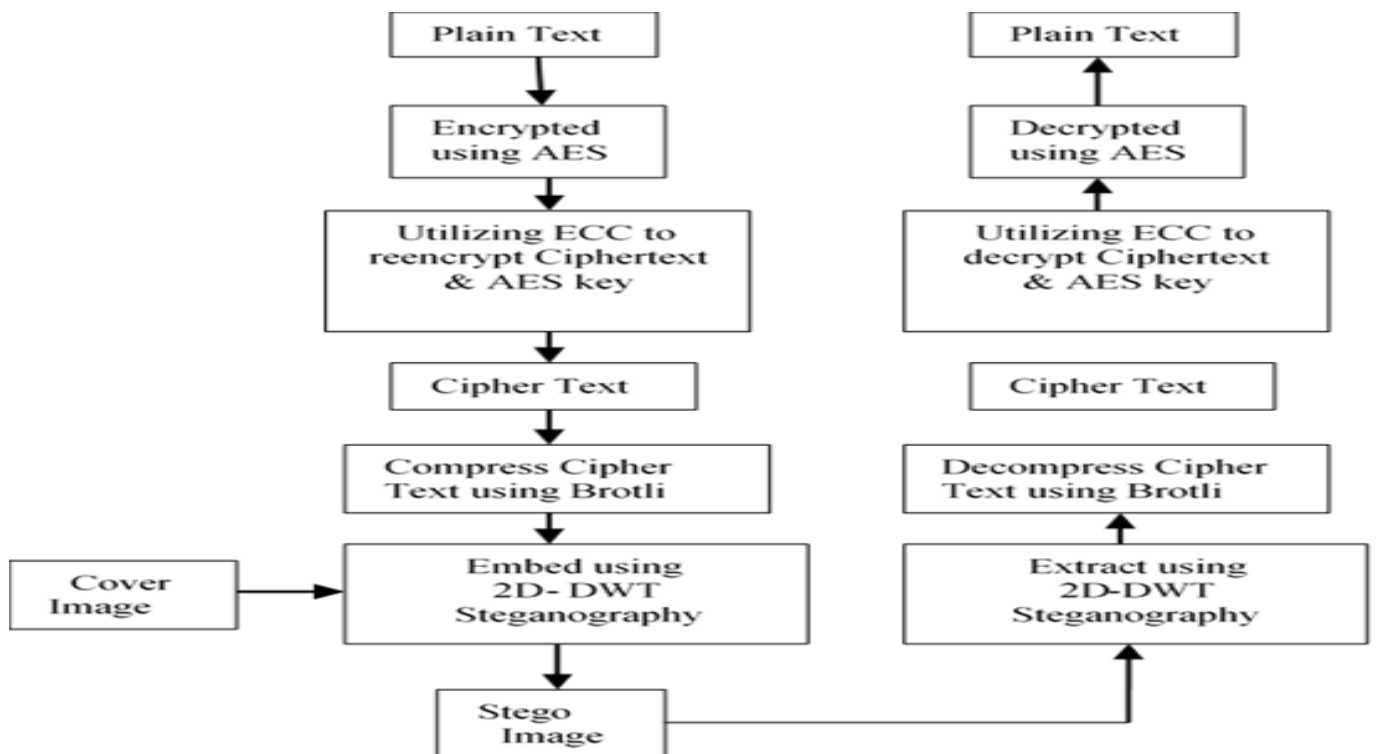 Plain Text
Encrypted
using AES
Utilizing ECC to
reencrypt Ciphertext
& AES key
Cipher Text
Compress Cipher
Text using Brotli
Cover
Image
Embed using
2D- DWT
Steganography
Stego
Image
Plain Text
Decrypted
using AES
Utilizing ECC to
decrypt Ciphertext
& AES key
Cipher Text
Decompress Cipher
Text using Brotli
Extract using
2D-DWT
Steganography